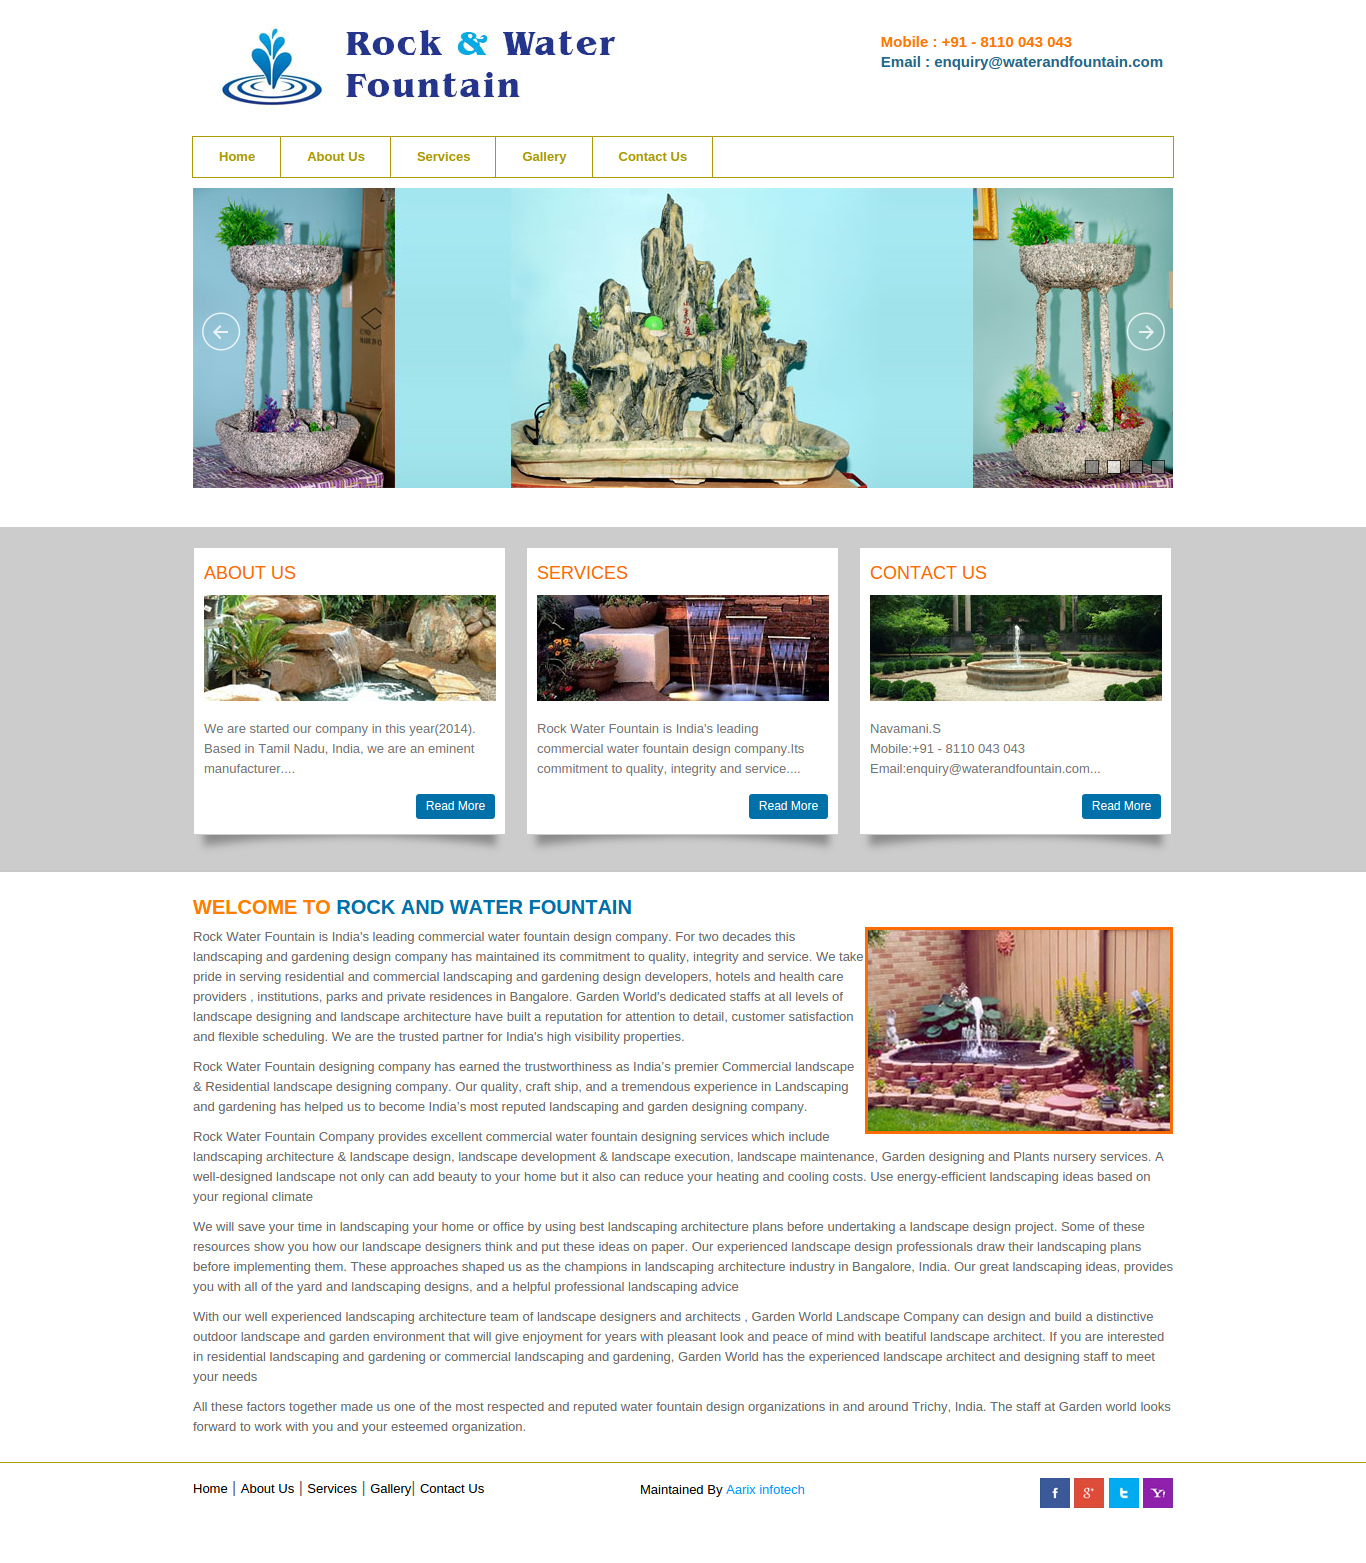 Rock & Water
Fountain
Mobile : +91 - 8110 043 043
Email : enquiry@waterandfountain.com
Home
About Us
Services
Gallery
Contact Us
ABOUT US
We are started our company in this year(2014).
Based in Tamil Nadu, India, we are an eminent
manufacturer....
Read More
SERVICES
Rock Water Fountain is India's leading
commercial water fountain design company.Its
commitment to quality, integrity and service....
Read More
CONTACT US
Navamani.S
Mobile:+91 - 8110 043 043
Email:enquiry@waterandfountain.com...
Read More
WELCOME TO ROCK AND WATER FOUNTAIN
Rock Water Fountain is India's leading commercial water fountain design company. For two decades this
landscaping and gardening design company has maintained its commitment to quality, integrity and service. We take
pride in serving residential and commercial landscaping and gardening design developers, hotels and health care
providers , institutions, parks and private residences in Bangalore. Garden World's dedicated staffs at all levels of
landscape designing and landscape architecture have built a reputation for attention to detail, customer satisfaction
and flexible scheduling. We are the trusted partner for India's high visibility properties.
Rock Water Fountain designing company has earned the trustworthiness as India's premier Commercial landscape
& Residential landscape designing company. Our quality, craft ship, and a tremendous experience in Landscaping
and gardening has helped us to become India's most reputed landscaping and garden designing company.
Rock Water Fountain Company provides excellent commercial water fountain designing services which include
landscaping architecture & landscape design, landscape development & landscape execution, landscape maintenance, Garden designing and Plants nursery services. A
well-designed landscape not only can add beauty to your home but it also can reduce your heating and cooling costs. Use energy-efficient landscaping ideas based on
your regional climate
We will save your time in landscaping your home or office by using best landscaping architecture plans before undertaking a landscape design project. Some of these
resources show you how our landscape designers think and put these ideas on paper. Our experienced landscape design professionals draw their landscaping plans
before implementing them. These approaches shaped us as the champions in landscaping architecture industry in Bangalore, India. Our great landscaping ideas, provides
you with all of the yard and landscaping designs, and a helpful professional landscaping advice
With our well experienced landscaping architecture team of landscape designers and architects , Garden World Landscape Company can design and build a distinctive
outdoor landscape and garden environment that will give enjoyment for years with pleasant look and peace of mind with beatiful landscape architect. If you are interested
in residential landscaping and gardening or commercial landscaping and gardening, Garden World has the experienced landscape architect and designing staff to meet
your needs
All these factors together made us one of the most respected and reputed water fountain design organizations in and around Trichy, India. The staff at Garden world looks
forward to work with you and your esteemed organization.
Home | About Us | Services | Gallery| Contact Us
Maintained By Aarix infotech